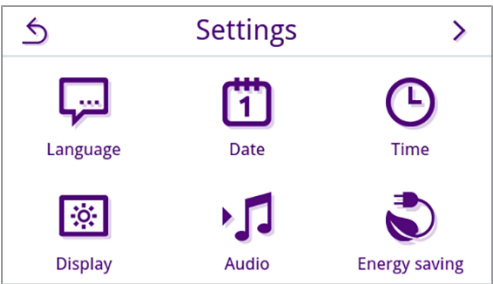 Settings
...
1
Language
Date
Time
Display
Audio
Energy saving